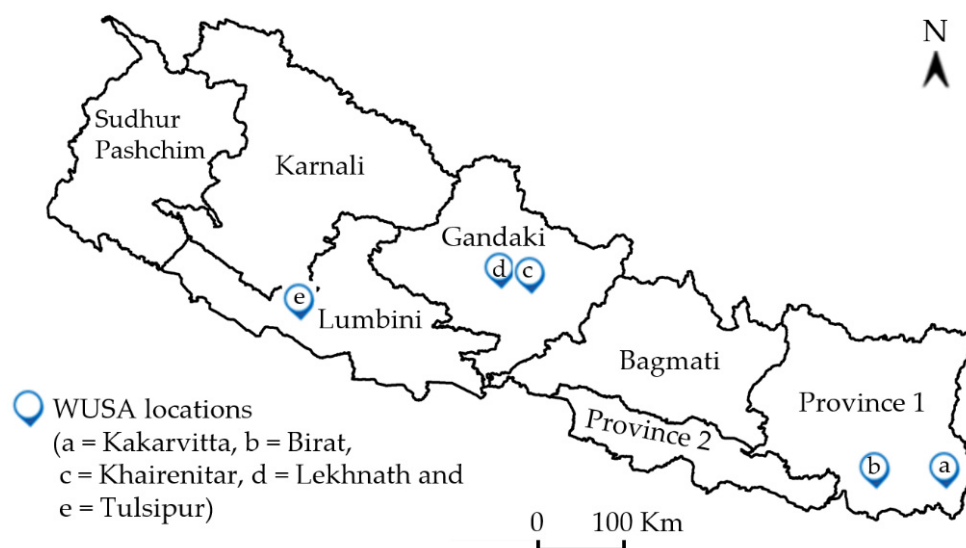 N
Sudhur
Pashchim
Karnali
Gandaki
d
c
e
Lumbini
Bagmati
Province 1
Province 2
b
a
WUSA locations
(a = Kakarvitta, b = Birat,
c = Khairenitar, d = Lekhnath and
e = Tulsipur)
0 100 Km